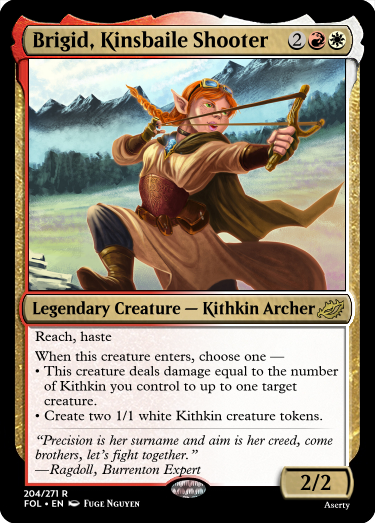 Brigid, Kinsbaile Shooter 2
Legendary Creature — Kithkin Archer
Reach, haste
When this creature enters, choose one —
• This creature deals damage equal to the number
of Kithkin you control to up to one target
creature.
• Create two 1/1 white Kithkin creature tokens.
“Precision is her surname and aim is her creed, come
brothers, let’s fight together.”
—Ragdoll, Burrenton Expert
2/2
204/271 R
FOL • EN Fuge Nguyen
Aserty